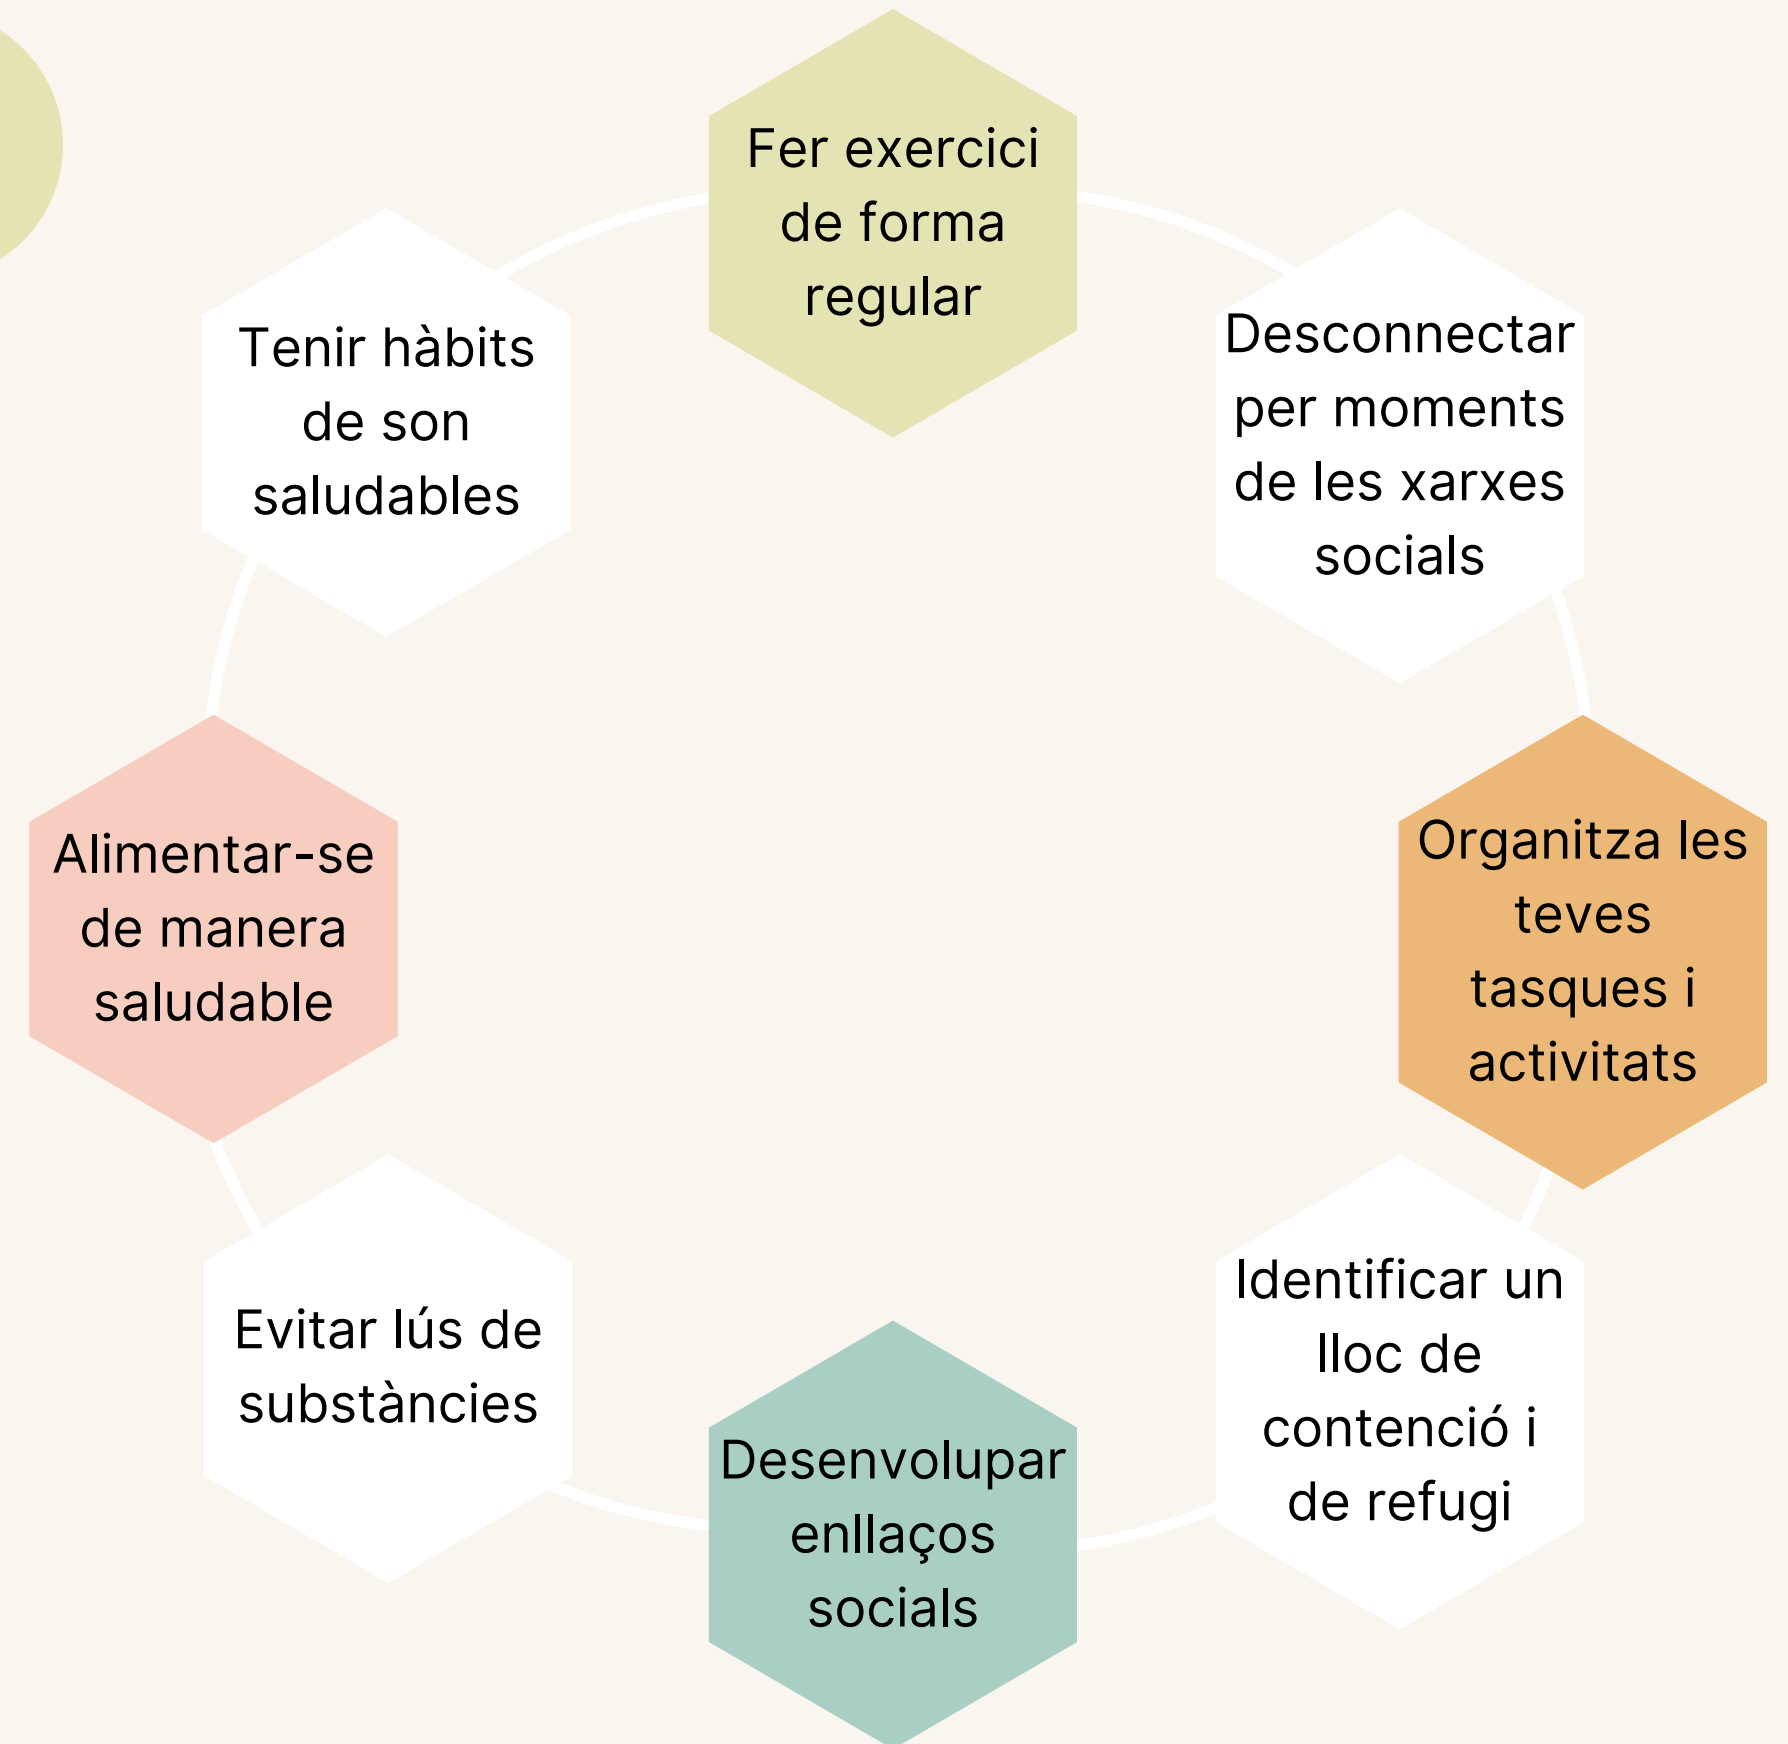 Fer exercici
de forma
regular
Desconnectar
per moments
de les xarxes
socials
Organitza les
teves
tasques i
activitats
Identificar un
lloc de
contenció i
de refugi
Desenvolupar
enllaços
socials
Evitar lús de
substàncies
Alimentar-se
de manera
saludable
Tenir hàbits
de son
saludables